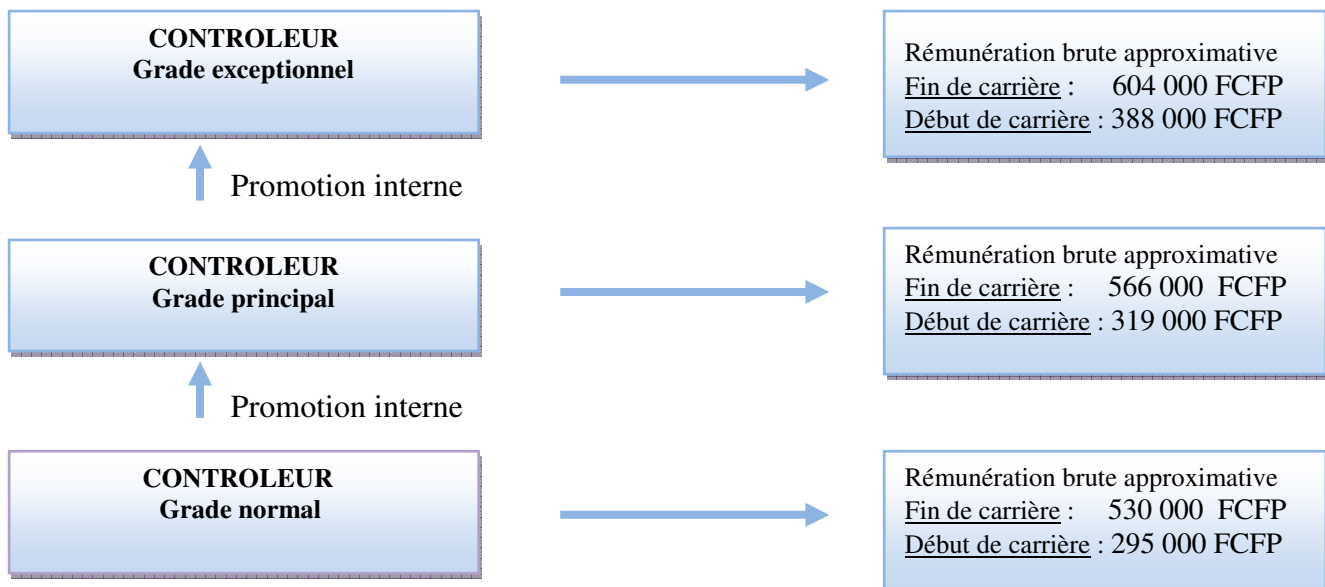 CONTROLEUR
Grade exceptionnel
Rémunération brute approximative
Fin de carrière : 604 000 FCFP
Début de carrière : 388 000 FCFP
Promotion interne
CONTROLEUR
Grade principal
Rémunération brute approximative
Fin de carrière : 566 000 FCFP
Début de carrière : 319 000 FCFP
Promotion interne
CONTROLEUR
Grade normal
Rémunération brute approximative
Fin de carrière : 530 000 FCFP
Début de carrière : 295 000 FCFP